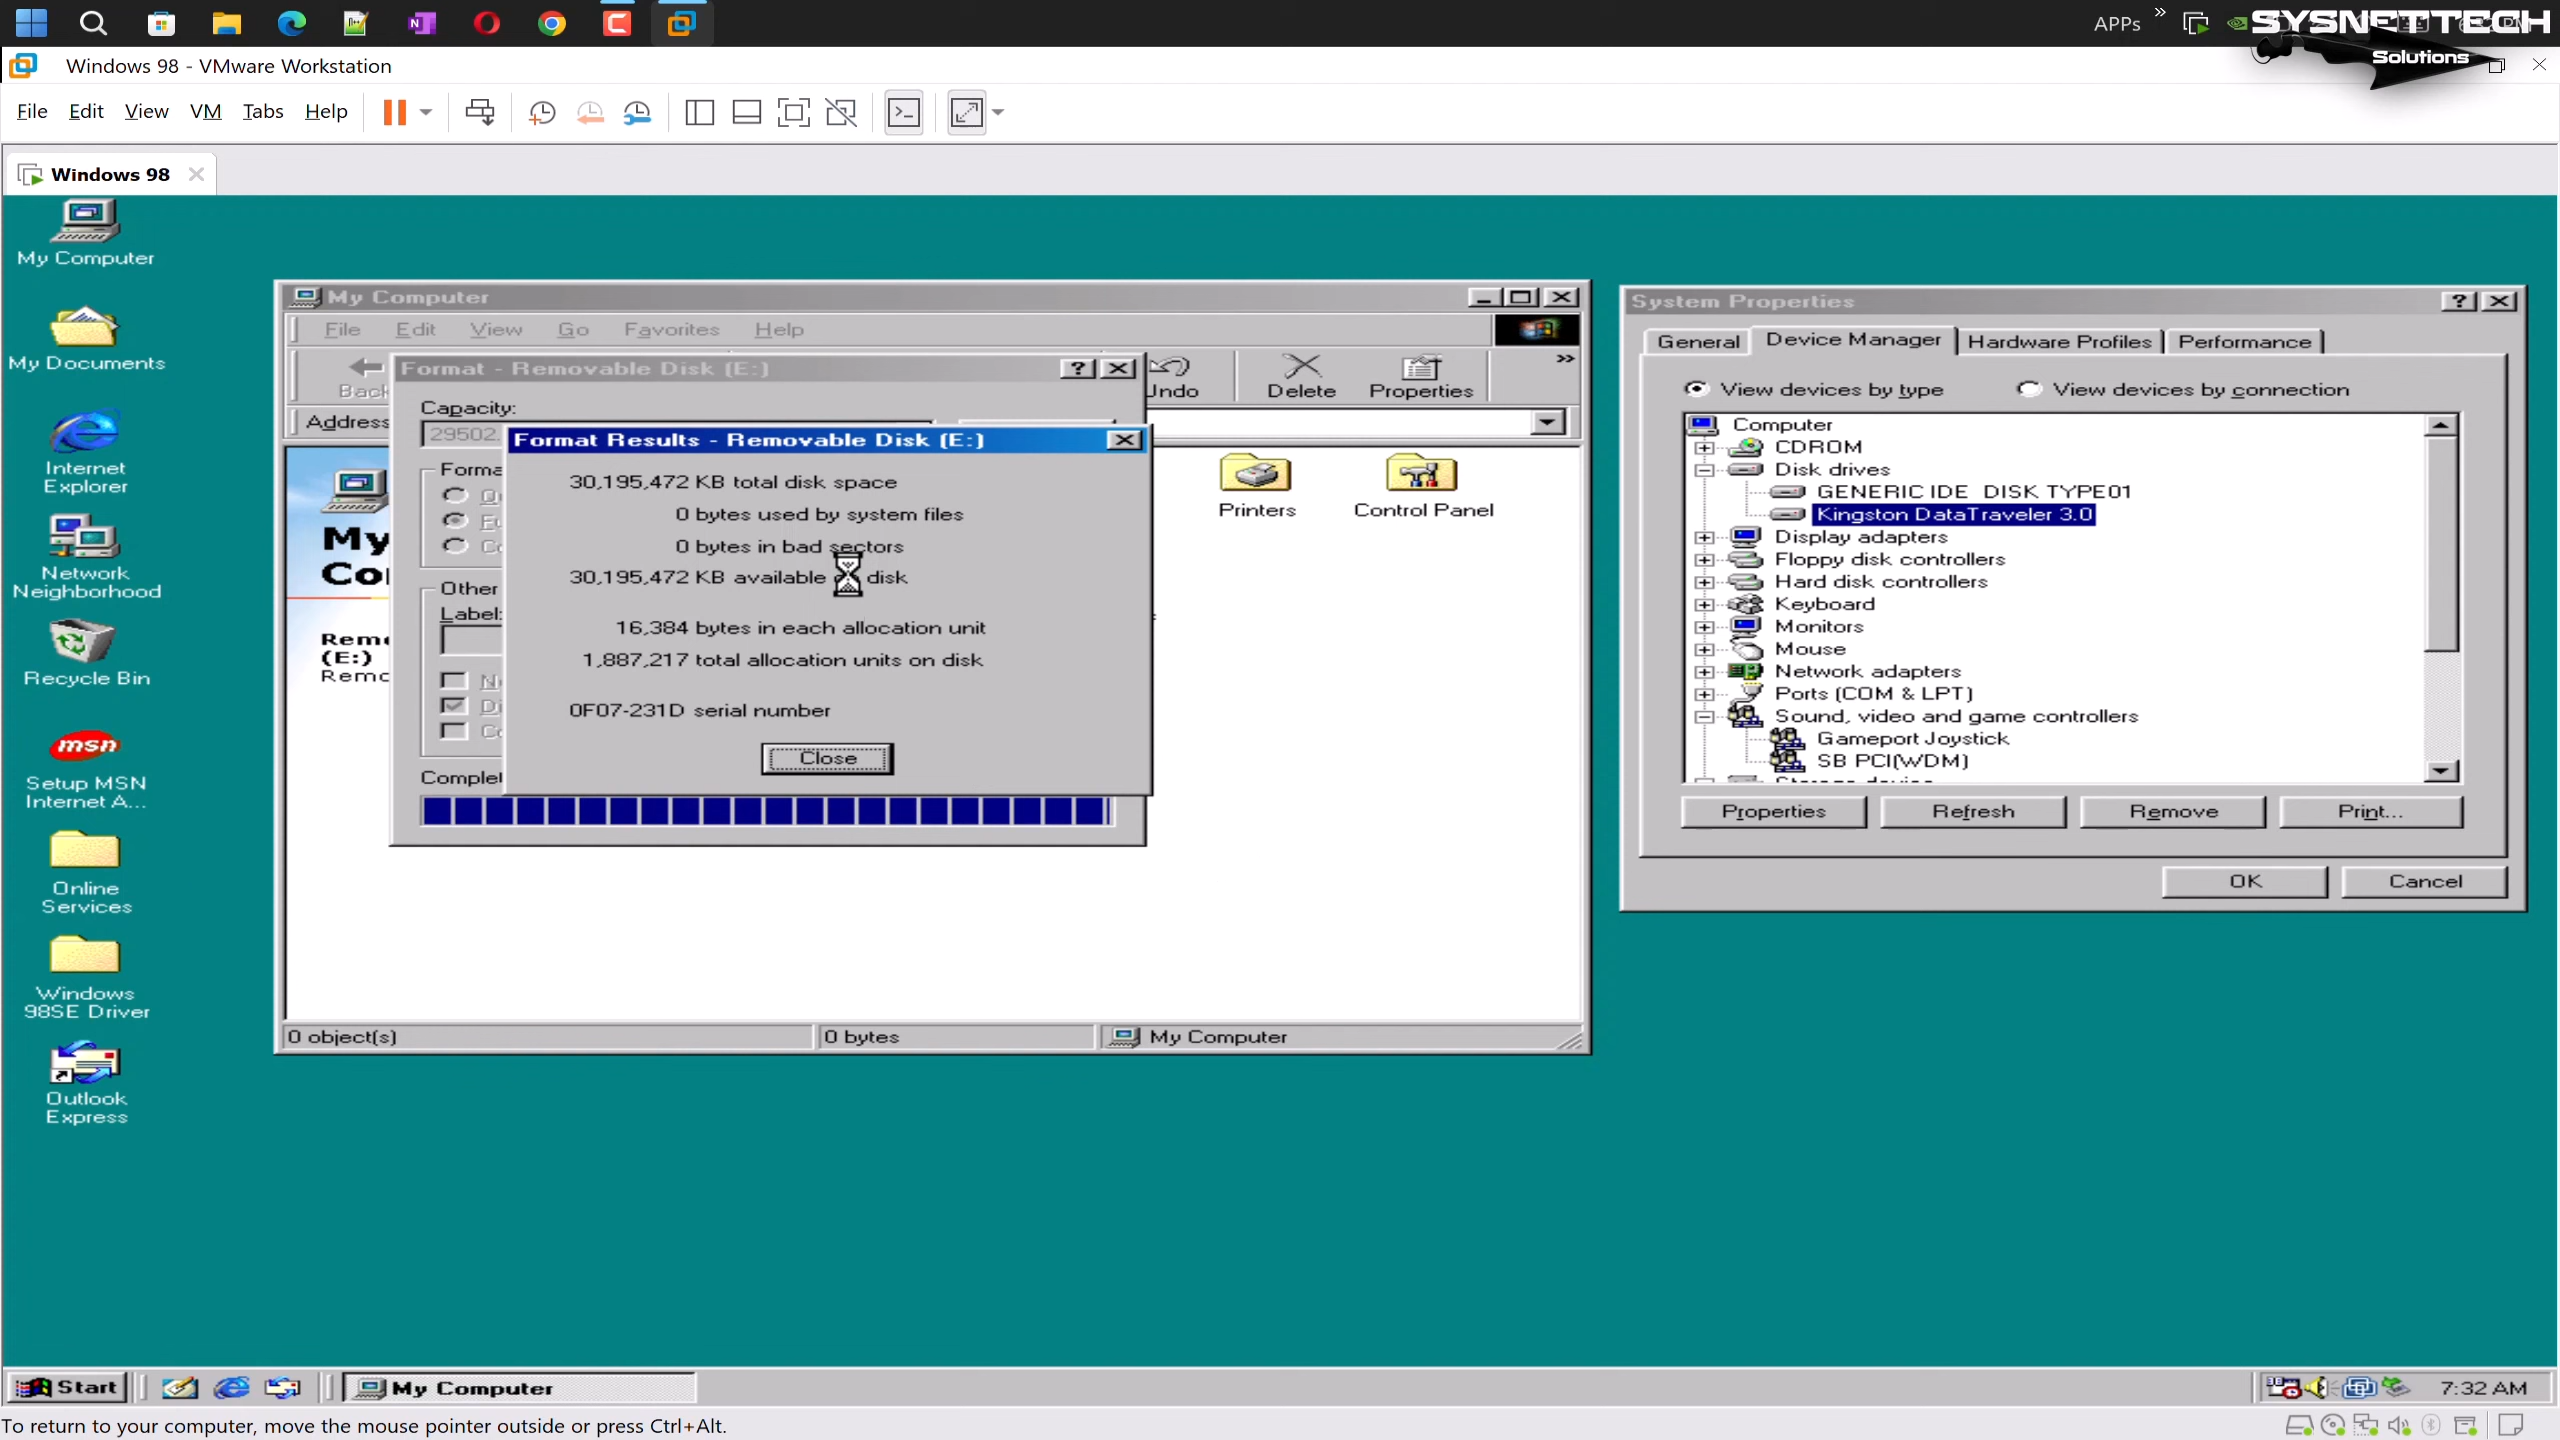 APPs
SYSNETTECH
Solutions
Windows 98 - VMware Workstation
File Edit View VM Tabs Help
Windows 98
My Computer
My Documents
Internet
Explorer
Network
Neighborhood
Recycle Bin
msn
Setup MSN
Internet A...
Online
Services
Windows
98SE Driver
Outlook
Express
My Computer
File Edit View Go Favorites Help
Back
Undo
Delete
Properties
Address
My
Co
Remo
(E:)
Remo
Printers
Control Panel
0 object(s)
0 bytes
My Computer
Format - Removable Disk (E:)
Capacity:
29502.
Forma
Other
Label:
Complet
Format Results - Removable Disk (E:)
30,195,472 KB total disk space
0 bytes used by system files
0 bytes in bad sectors
30,195,472 KB available disk
16,384 bytes in each allocation unit
1,887,217 total allocation units on disk
0F07-231D serial number
Close
System Properties
General Device Manager Hardware Profiles Performance
View devices by type View devices by connection
Computer
CDROM
Disk drives
GENERIC IDE DISK TYPE01
Kingston DataTraveler 3.0
Display adapters
Floppy disk controllers
Hard disk controllers
Keyboard
Monitors
Mouse
Network adapters
Ports (COM & LPT)
Sound, video and game controllers
Gameport Joystick
SB PCI(WDM)
Properties Refresh Remove Print...
OK Cancel
Start
My Computer
7:32 AM
To return to your computer, move the mouse pointer outside or press Ctrl+Alt.